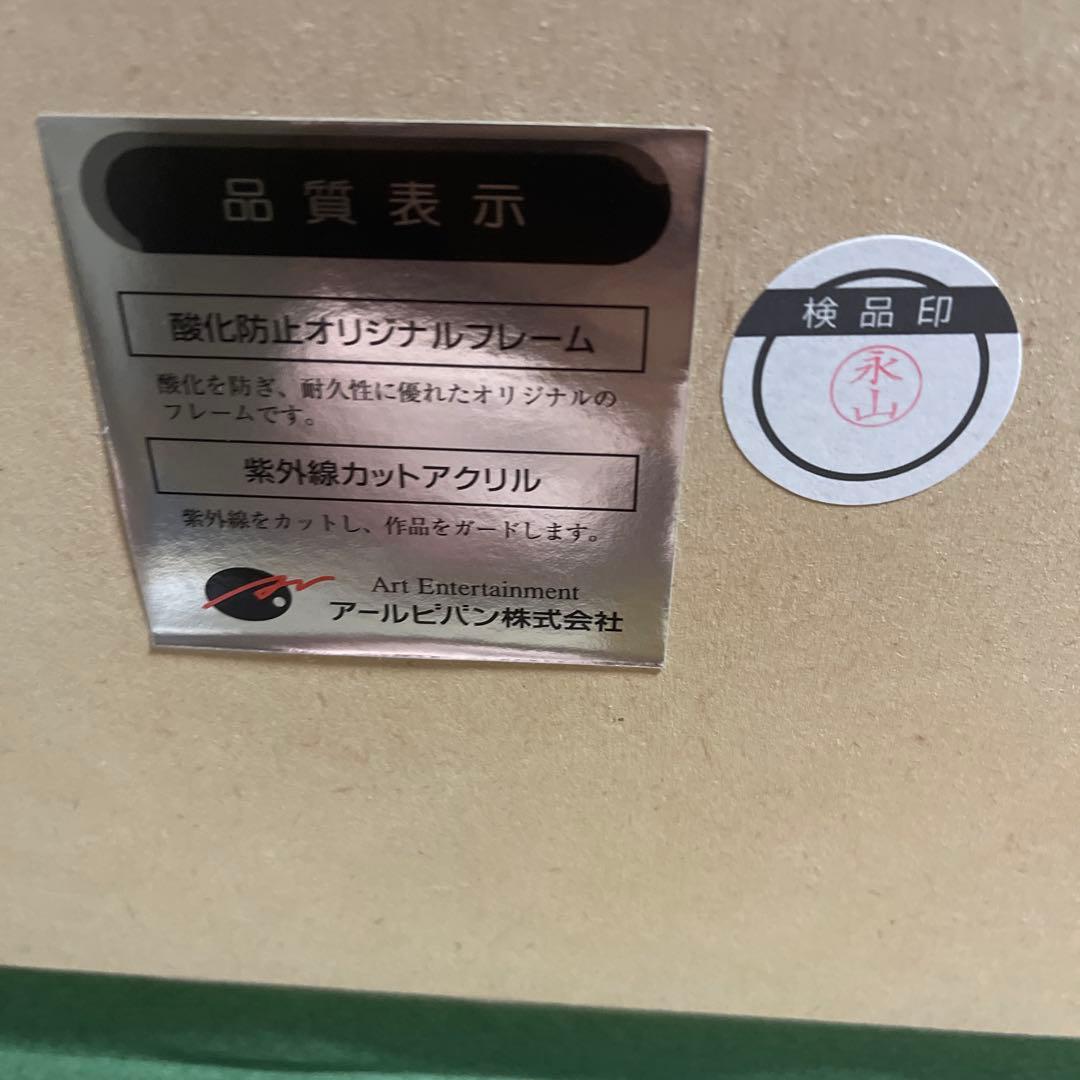 品質表示
酸化防止オリジナルフレーム
酸化を防ぎ、耐久性に優れたオリジナルの
フレームです。
紫外線カットアクリル
紫外線をカットし、作品をガードします。
Art Entertainment
アールビバン株式会社
検品印
永山